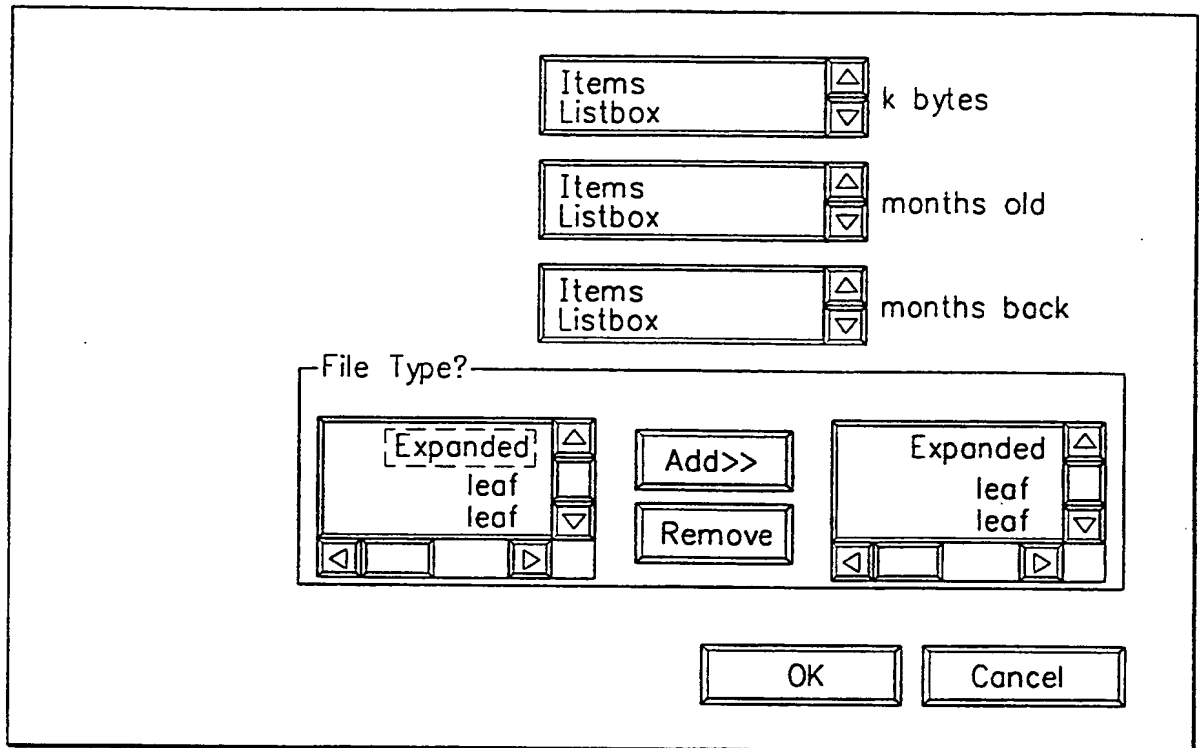 Items
Listbox
k bytes
Items
Listbox
months old
Items
Listbox
months back
File Type?
Expanded
leaf
leaf
Add>>
Remove
Expanded
leaf
leaf
OK
Cancel